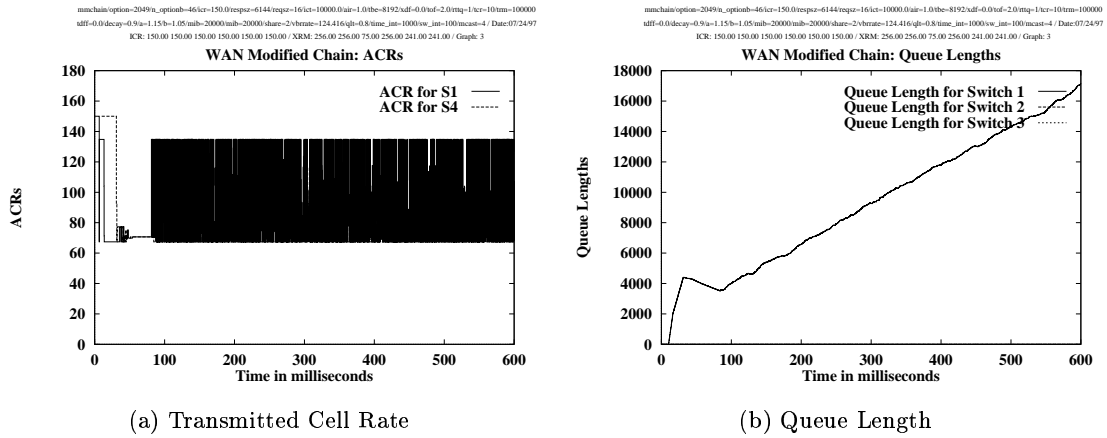 mmchain/option=2049/n_optionb=46/icr=150.0/respsz=6144/reqsz=16/ict=10000.0/air=1.0/tbe=8192/xdf=0.0/tof=2.0/rttq=1/tcr=10/trm=100000
tdff=0.0/decay=0.9/a=1.15/b=1.05/mib=20000/mib=20000/share=2/vbrrate=124.416/qlt=0.8/time_int=1000/sw_int=100/mcast=4 / Date:07/24/97
ICR: 150.00 150.00 150.00 150.00 150.00 150.00 / XRM: 256.00 256.00 75.00 256.00 241.00 241.00 / Graph: 3
WAN Modified Chain: ACRs
ACR for S1
ACR for S4
180
160
140
120
100
80
60
40
20
0
ACRs
0 100 200 300 400 500 600
Time in milliseconds
(a) Transmitted Cell Rate
mmchain/option=2049/n_optionb=46/icr=150.0/respsz=6144/reqsz=16/ict=10000.0/air=1.0/tbe=8192/xdf=0.0/tof=2.0/rttq=1/tcr=10/trm=100000
tdff=0.0/decay=0.9/a=1.15/b=1.05/mib=20000/mib=20000/share=2/vbrrate=124.416/qlt=0.8/time_int=1000/sw_int=100/mcast=4 / Date:07/24/97
ICR: 150.00 150.00 150.00 150.00 150.00 150.00 / XRM: 256.00 256.00 75.00 256.00 241.00 241.00 / Graph: 3
WAN Modified Chain: Queue Lengths
Queue Length for Switch 1
Queue Length for Switch 2
Queue Length for Switch 3
18000
16000
14000
12000
10000
8000
6000
4000
2000
0
Queue Lengths
0 100 200 300 400 500 600
Time in milliseconds
(b) Queue Length